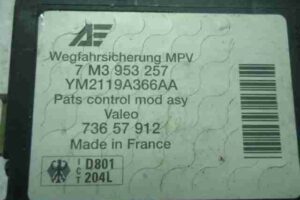 Wegfahrsicherung MPV
7 M3 953 257
YM2119A366AA
Pats control mod asy
Valeo
736 57 912
Made in France
ICT D801
204L